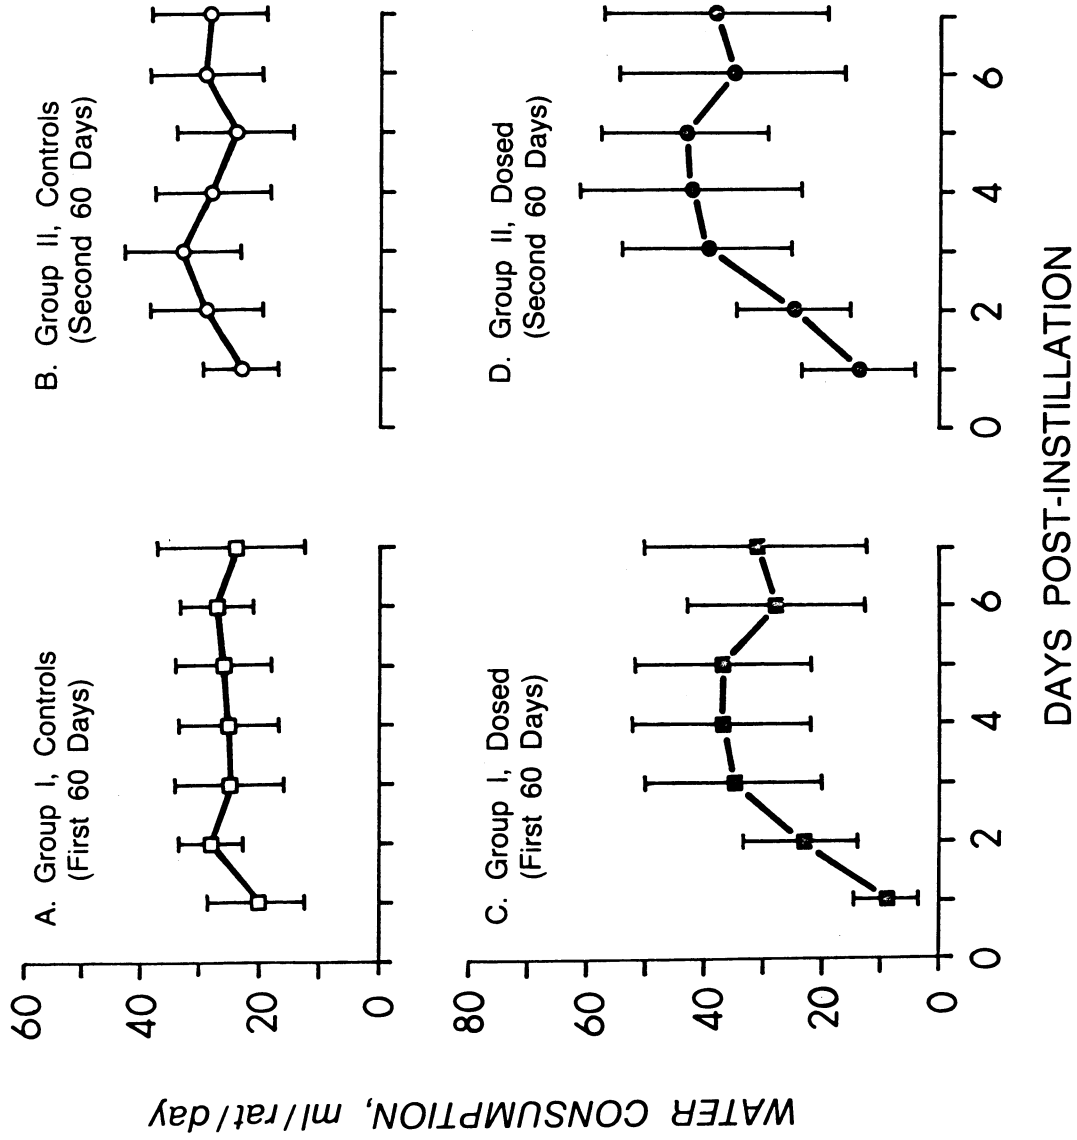 A. Group I, Controls
(First 60 Days)
B. Group II, Controls
(Second 60 Days)
60
40
20
0
C. Group I, Dosed
(First 60 Days)
D. Group II, Dosed
(Second 60 Days)
80
60
40
20
0
0 2 4 6
0 2 4 6
DAYS POST-INSTILLATION
WATER CONSUMPTION, ml/rat/day